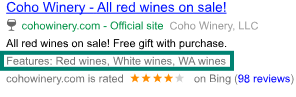 Coho Winery - All red wines on sale!
cohowinery.com - Official site Coho Winery, LLC
All red wines on sale! Free gift with purchase.
Features: Red wines, White wines, WA wines
cohowinery.com is rated ★★★★★ on Bing (98 reviews)